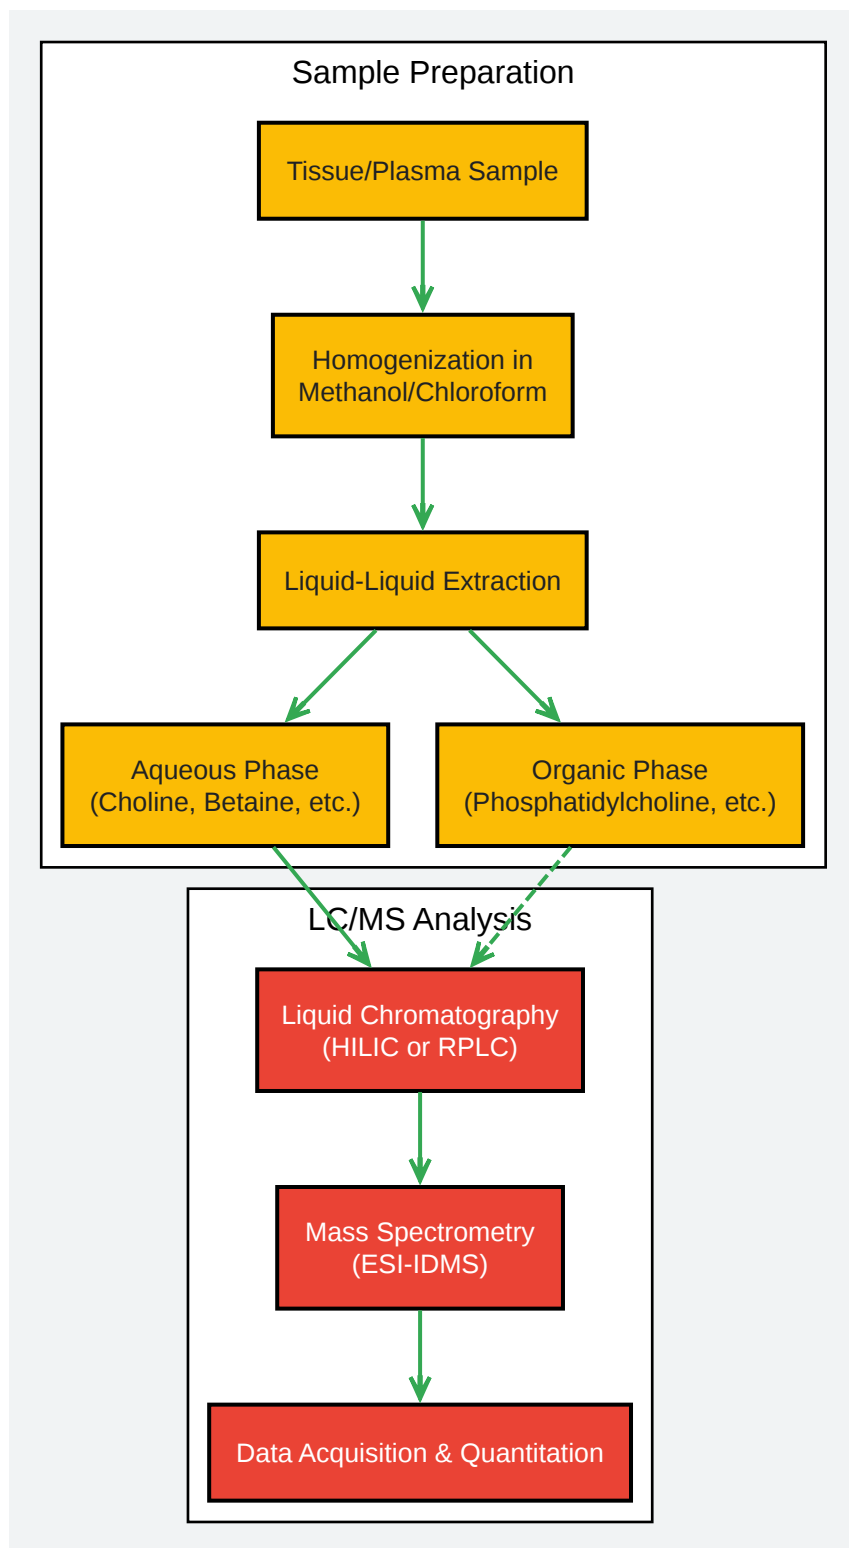 Sample Preparation
Tissue/Plasma Sample
Homogenization in
Methanol/Chloroform
Liquid-Liquid Extraction
Aqueous Phase
(Choline, Betaine, etc.)
Organic Phase
(Phosphatidylcholine, etc.)
LC/MS Analysis
Liquid Chromatography
(HILIC or RPLC)
Mass Spectrometry
(ESI-IDMS)
Data Acquisition & Quantitation